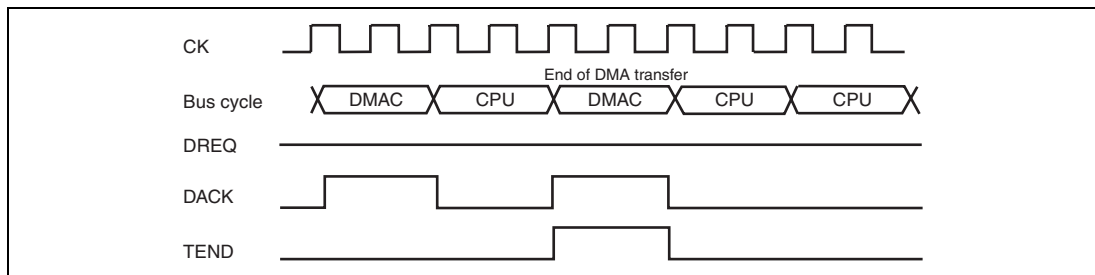 CK
End of DMA transfer
Bus cycle DMAC CPU DMAC CPU CPU
DREQ
DACK
TEND